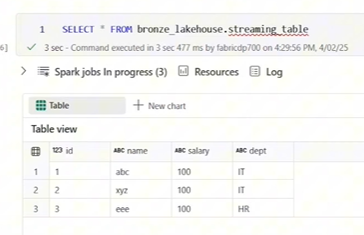 1 SELECT * FROM bronze_lakehouse.streaming_table
6]
3 sec - Command executed in 3 sec 477 ms by fabricdp700 on 4:29:56 PM, 4/02/25
Spark jobs In progress (3) Resources Log
Table + New chart
Table view
123 id ABC name ABC salary ABC dept
1 1 abc 100 IT
2 2 xyz 100 IT
3 3 eee 100 HR